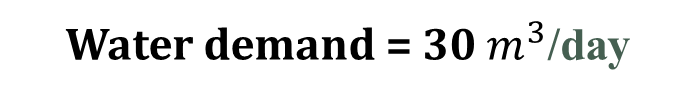 Water demand = 30 m³/day